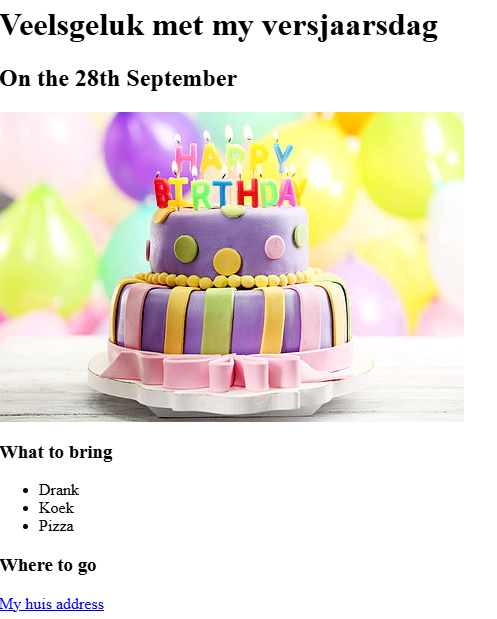 Veelsgeluk met my versjaarsdag
On the 28th September
HAPPY
BIRTHDAY
What to bring
Drank
Koek
Pizza
Where to go
My huis address